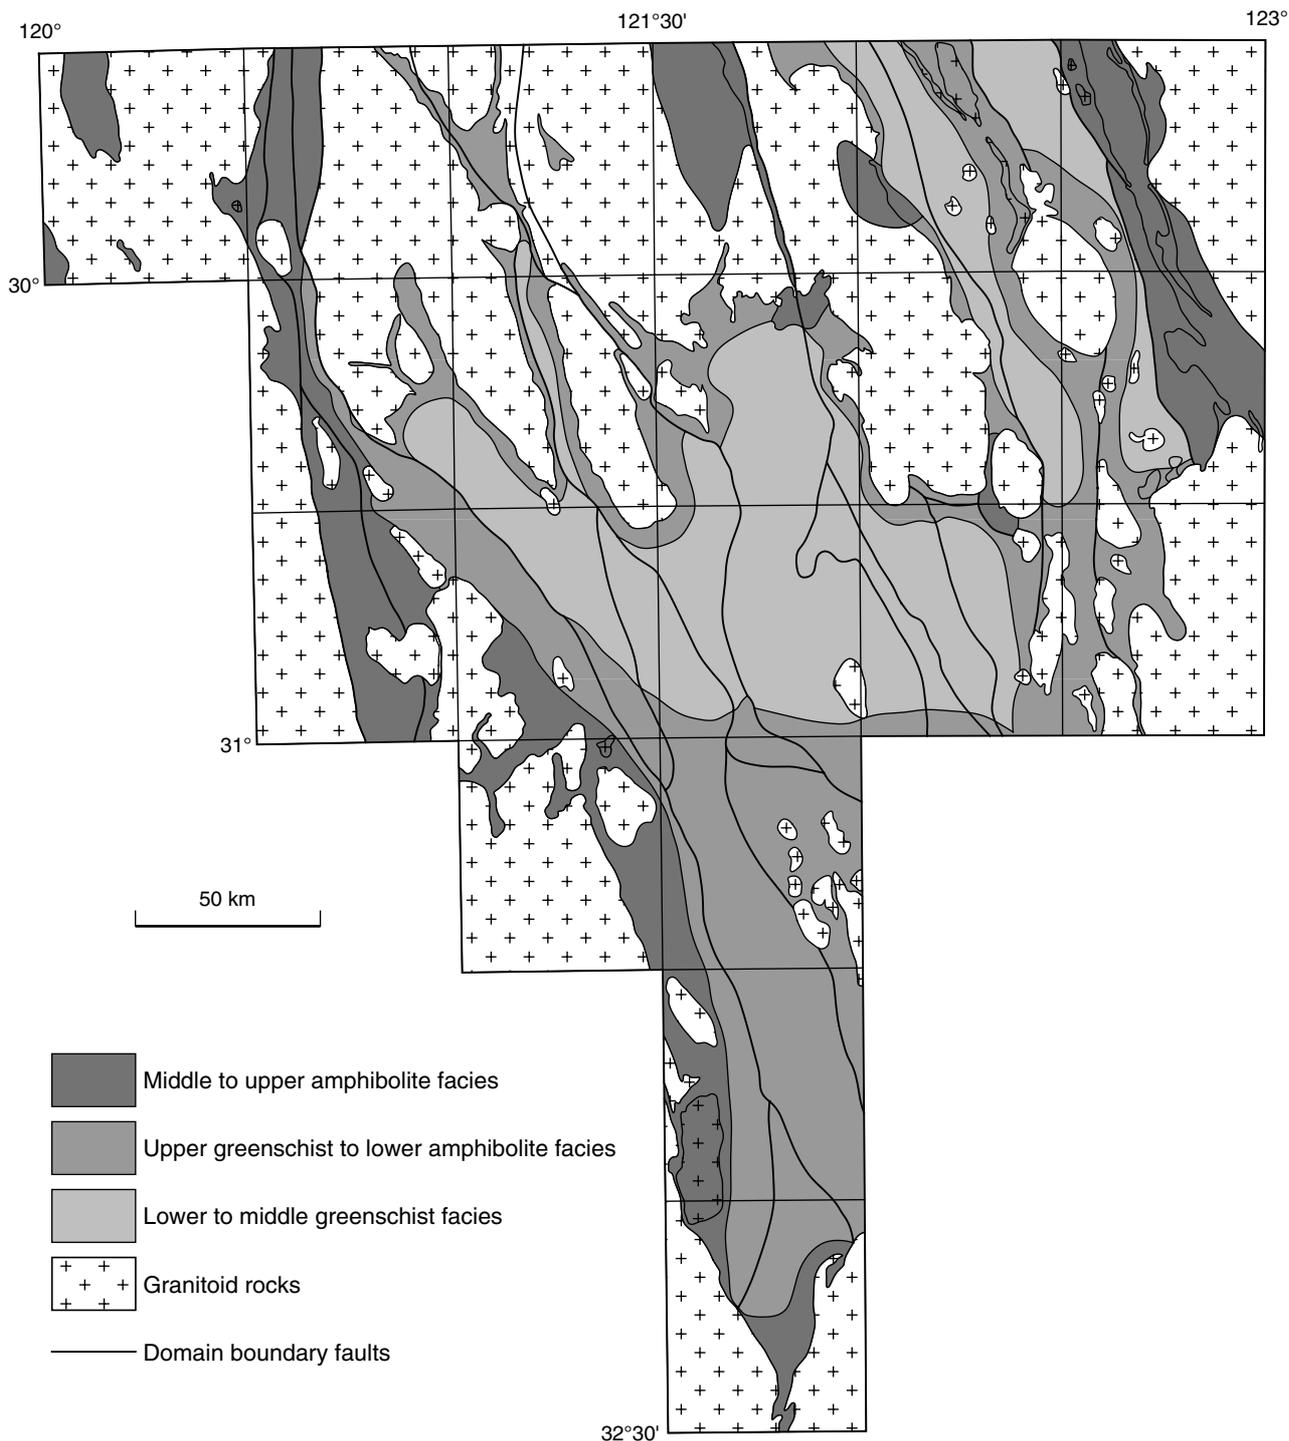 120°
121°30'
123°
30°
31°
50 km
Middle to upper amphibolite facies
Upper greenschist to lower amphibolite facies
Lower to middle greenschist facies
Granitoid rocks
Domain boundary faults
32°30'